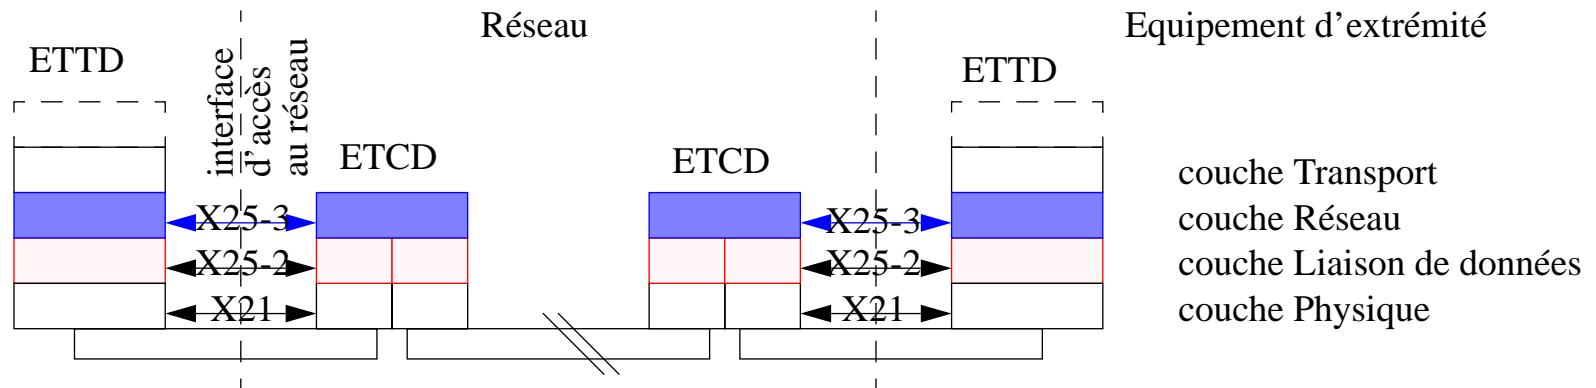 Réseau
Equipement d'extrémité
ETTD
ETTD
interface
d'accès
au réseau
ETCD
ETCD
couche Transport
X25-3
X25-3
couche Réseau
X25-2
X25-2
couche Liaison de données
X21
X21
couche Physique